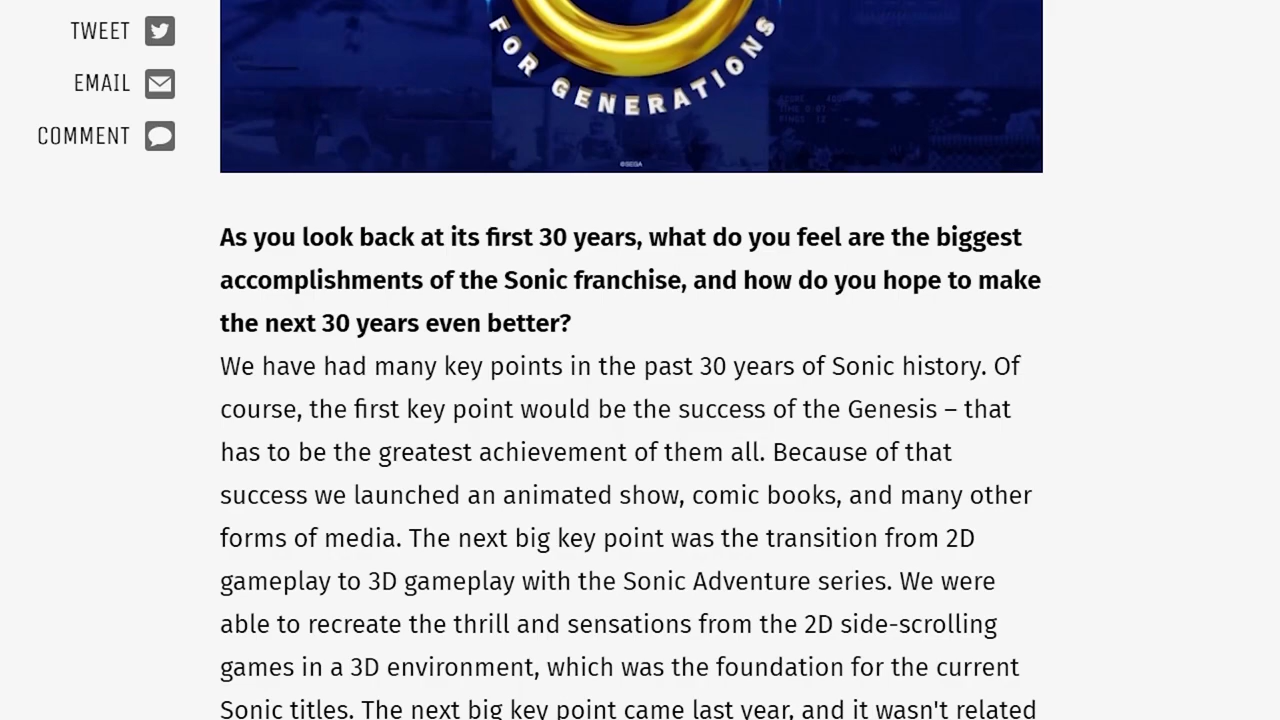 TWEET
EMAIL
COMMENT
FOR GENERATIONS
©SEGA
As you look back at its first 30 years, what do you feel are the biggest
accomplishments of the Sonic franchise, and how do you hope to make
the next 30 years even better?
We have had many key points in the past 30 years of Sonic history. Of
course, the first key point would be the success of the Genesis – that
has to be the greatest achievement of them all. Because of that
success we launched an animated show, comic books, and many other
forms of media. The next big key point was the transition from 2D
gameplay to 3D gameplay with the Sonic Adventure series. We were
able to recreate the thrill and sensations from the 2D side-scrolling
games in a 3D environment, which was the foundation for the current
Sonic titles. The next big key point came last year, and it wasn't related